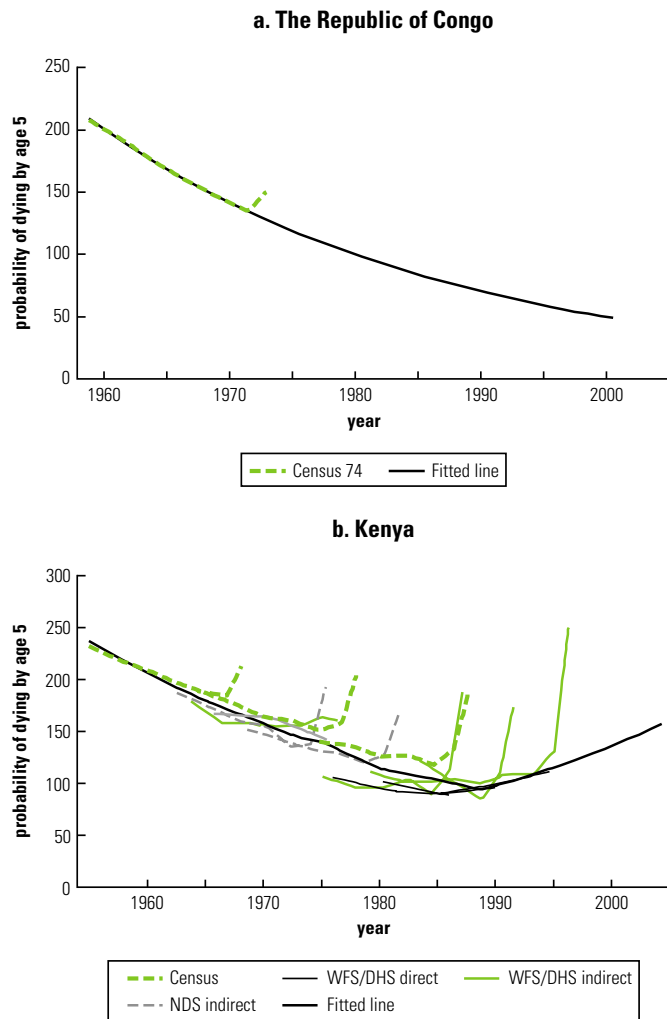 a. The Republic of Congo
probability of dying by age 5
250
200
150
100
50
0
1960 1970 1980 1990 2000
year
Census 74 Fitted line
b. Kenya
probability of dying by age 5
300
250
200
150
100
50
0
1960 1970 1980 1990 2000
year
Census WFS/DHS direct WFS/DHS indirect
NDS indirect Fitted line